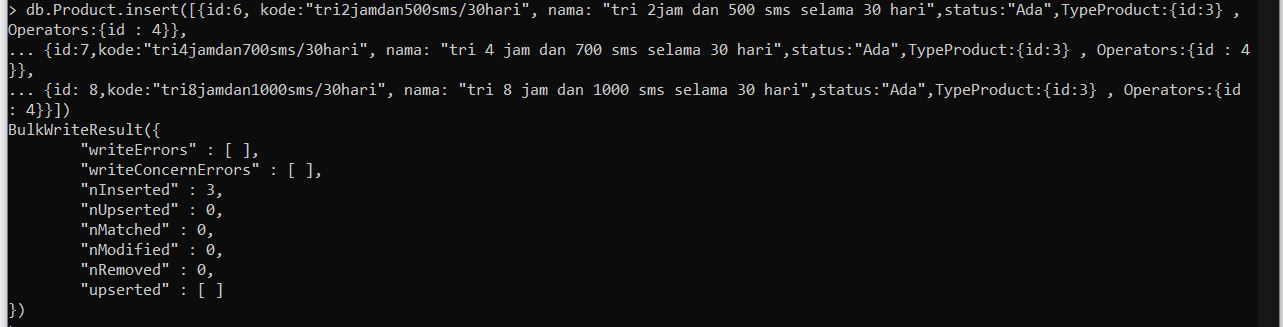 > db.Product.insert([{id:6, kode:"tri2jamdan500sms/30hari", nama: "tri 2jam dan 500 sms selama 30 hari",status:"Ada",TypeProduct:{id:3} ,
Operators:{id : 4}},
... {id:7,kode:"tri4jamdan700sms/30hari", nama: "tri 4 jam dan 700 sms selama 30 hari",status:"Ada",TypeProduct:{id:3} , Operators:{id : 4
}},
... {id: 8,kode:"tri8jamdan1000sms/30hari", nama: "tri 8 jam dan 1000 sms selama 30 hari",status:"Ada",TypeProduct:{id:3} , Operators:{id
: 4}}])
BulkWriteResult({
        "writeErrors" : [ ],
        "writeConcernErrors" : [ ],
        "nInserted" : 3,
        "nUpserted" : 0,
        "nMatched" : 0,
        "nModified" : 0,
        "nRemoved" : 0,
        "upserted" : [ ]
})